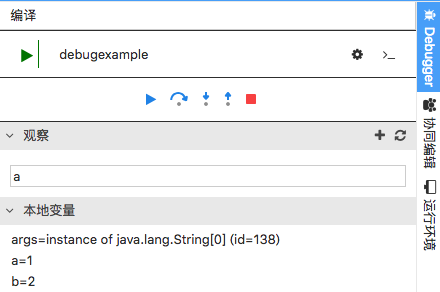 编译
debugexample
观察
a
本地变量
args=instance of java.lang.String[0] (id=138)
a=1
b=2
Debugger
协同编辑
运行环境